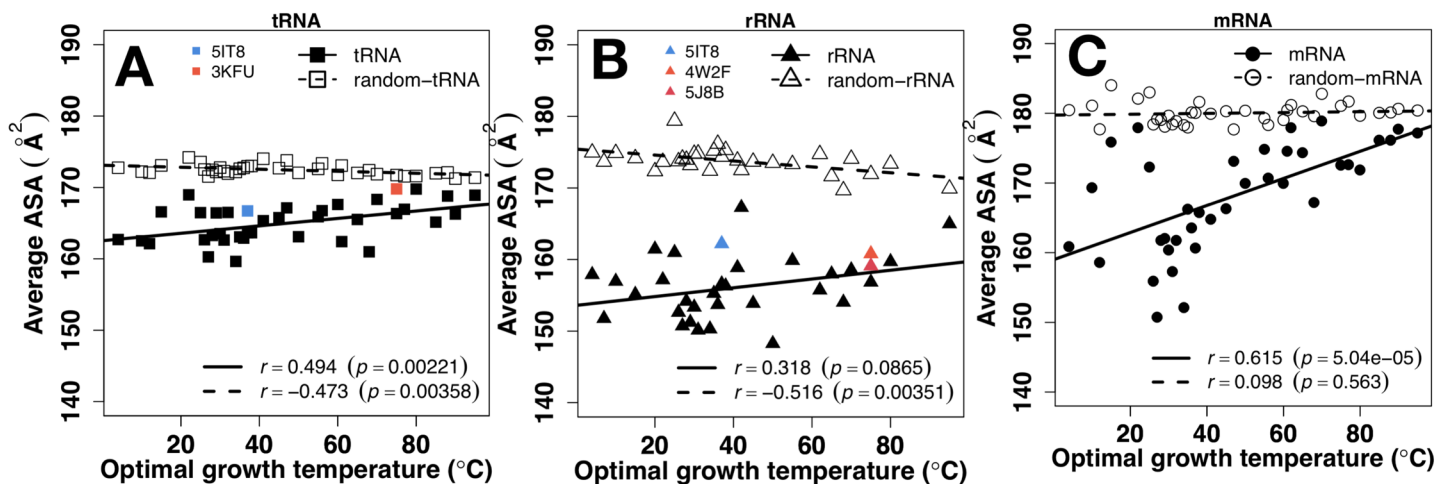 tRNA
A
5IT8
3KFU
tRNA
random−tRNA
190
180
170
160
150
140
Average ASA ( Å² )
r = 0.494 (p = 0.00221)
r = −0.473 (p = 0.00358)
20 40 60 80
Optimal growth temperature (°C)
rRNA
B
5IT8
4W2F
5J8B
rRNA
random−rRNA
190
180
170
160
150
140
Average ASA ( Å² )
r = 0.318 (p = 0.0865)
r = −0.516 (p = 0.00351)
20 40 60 80
Optimal growth temperature (°C)
mRNA
C
mRNA
random−mRNA
190
180
170
160
150
140
Average ASA ( Å² )
r = 0.615 (p = 5.04e−05)
r = 0.098 (p = 0.563)
20 40 60 80
Optimal growth temperature (°C)